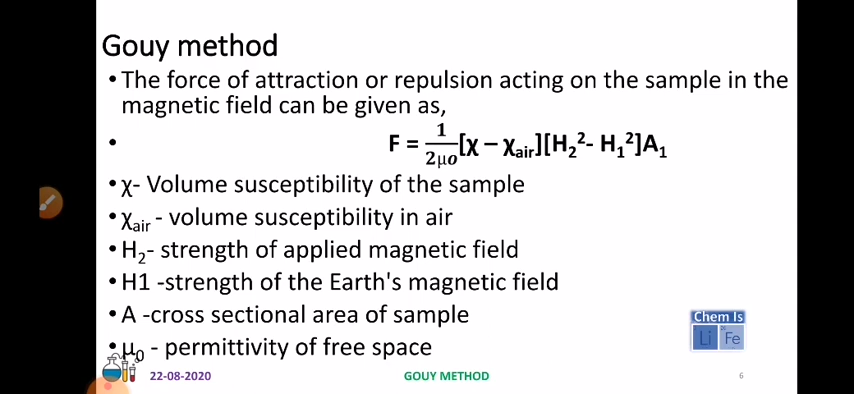 Gouy method
•The force of attraction or repulsion acting on the sample in the
magnetic field can be given as,
• F = 1/2μo [χ – χair][H₂²- H₁²]A₁
•χ- Volume susceptibility of the sample
•χair - volume susceptibility in air
•H₂- strength of applied magnetic field
•H1 -strength of the Earth's magnetic field
•A -cross sectional area of sample
•μ₀ - permittivity of free space
Chem Is
Li Fe
22-08-2020 GOUY METHOD 6